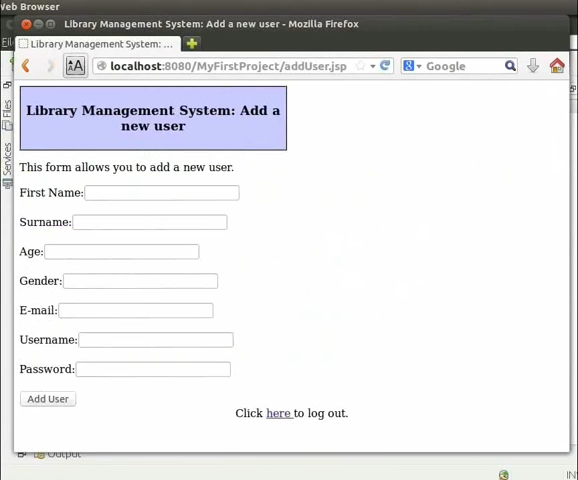 Web Browser
Library Management System: Add a new user - Mozilla Firefox
Library Management System: ...
localhost:8080/MyFirstProject/addUser.jsp
Google
Files
Services
Library Management System: Add a
new user
This form allows you to add a new user.
First Name:
Surname:
Age:
Gender:
E-mail:
Username:
Password:
Add User
Click here to log out.
Output